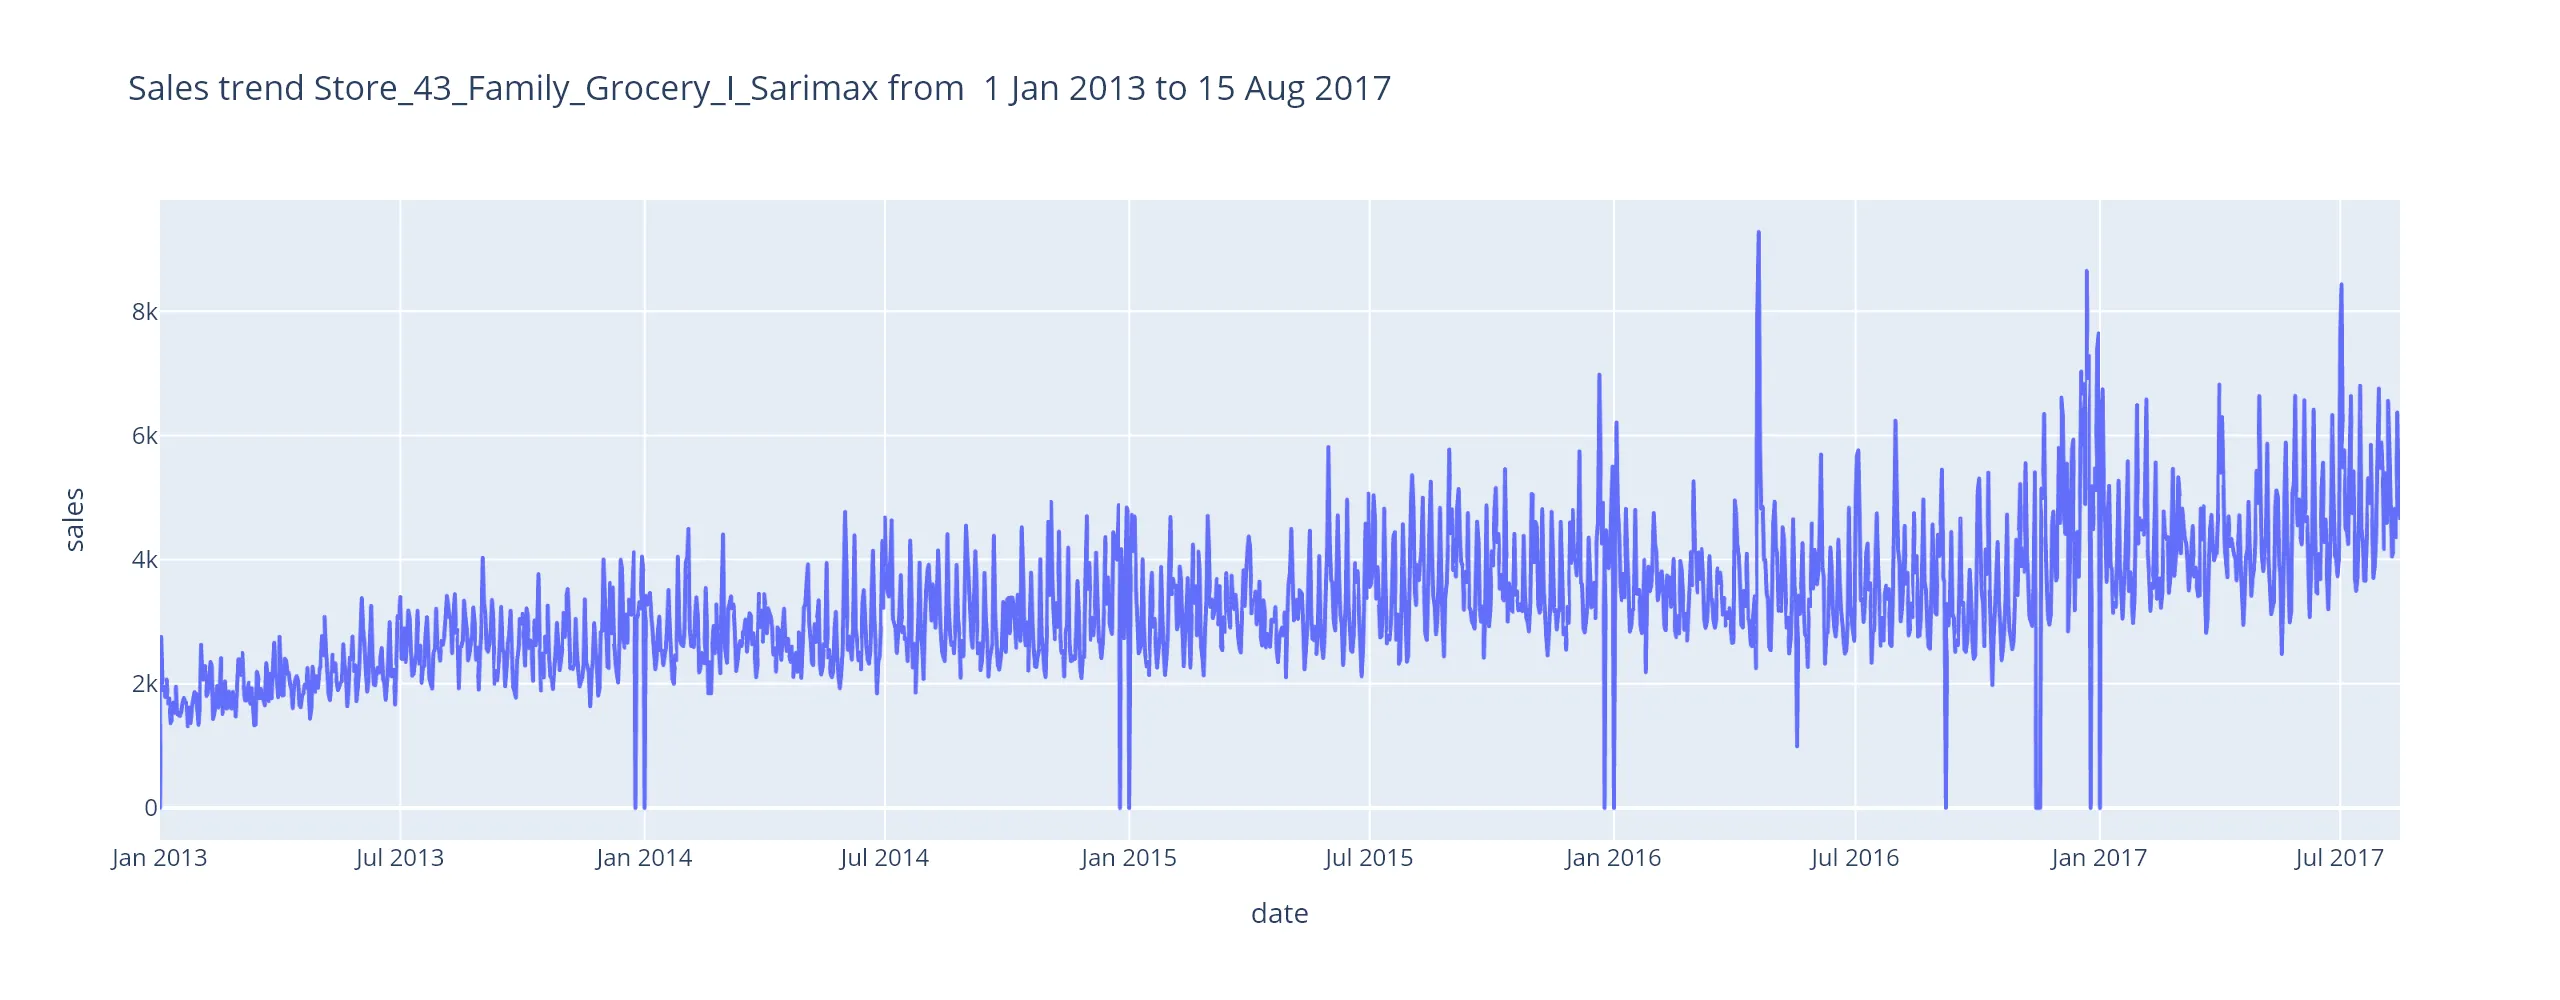 Sales trend Store_43_Family_Grocery_I_Sarimax from  1 Jan 2013 to 15 Aug 2017
8k
6k
4k
2k
0
sales
Jan 2013 Jul 2013 Jan 2014 Jul 2014 Jan 2015 Jul 2015 Jan 2016 Jul 2016 Jan 2017 Jul 2017
date